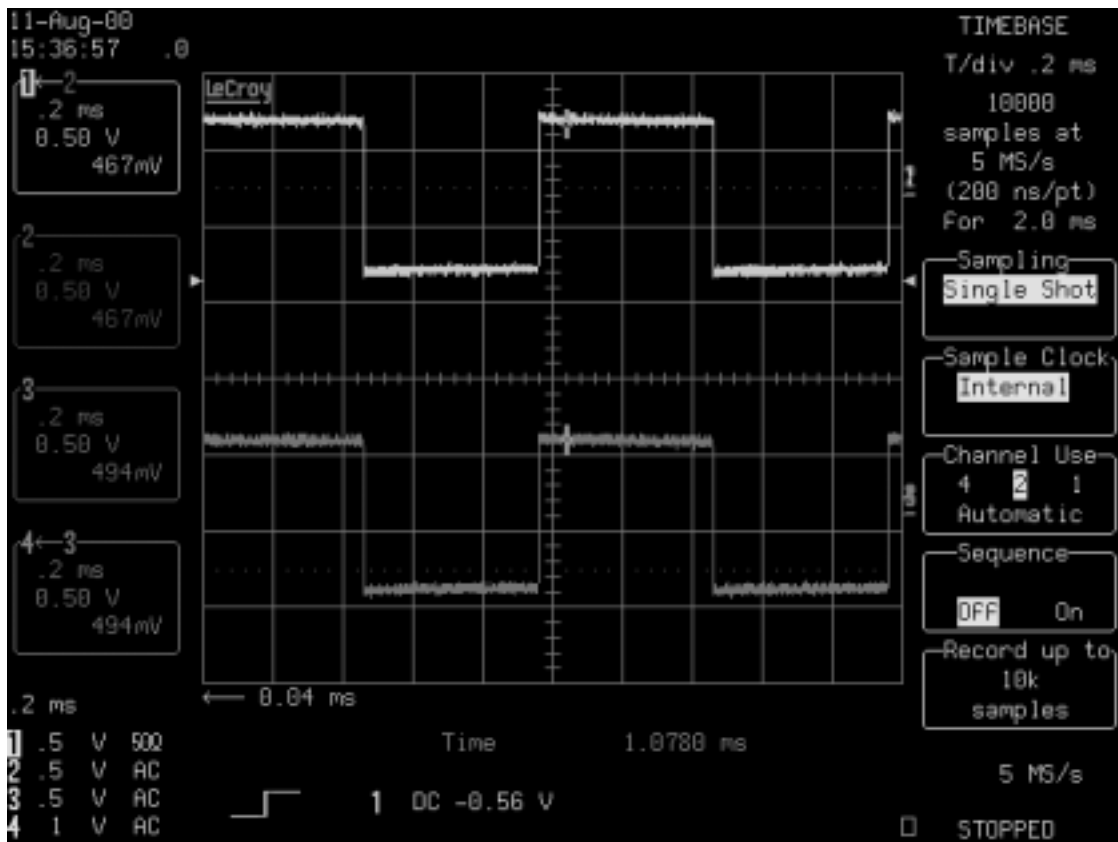 11-Aug-00
15:36:57 .0
1 2
.2 ms
0.50 V
467mV
2
.2 ms
0.50 V
467mV
3
.2 ms
0.50 V
494mV
4←3
.2 ms
0.50 V
494mV
.2 ms
1 .5 V 50Ω
2 .5 V AC
3 .5 V AC
4 1 V AC
LeCroy
1
3
← 0.04 ms
Time 1.0780 ms
1 DC -0.56 V
TIMEBASE
T/div .2 ms
10000
samples at
5 MS/s
(200 ns/pt)
For 2.0 ms
Sampling
Single Shot
Sample Clock
Internal
Channel Use
4 2 1
Automatic
Sequence
OFF On
Record up to
10k
samples
5 MS/s
□ STOPPED